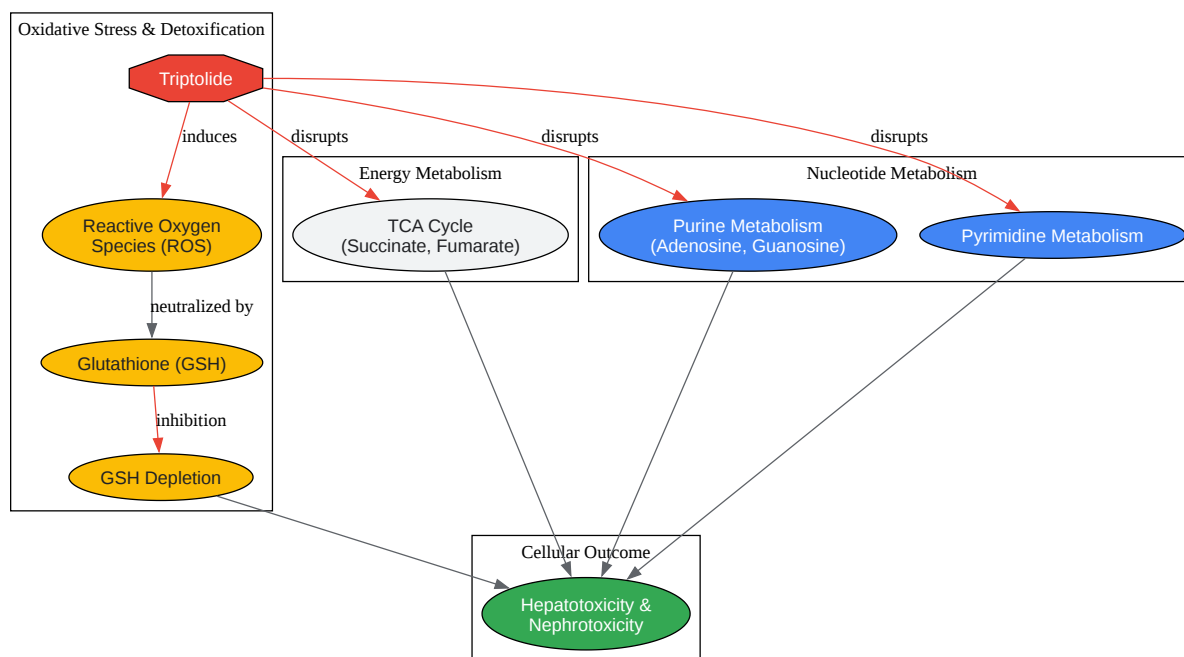 Oxidative Stress & Detoxification
Triptolide
induces
disrupts
disrupts
disrupts
Energy Metabolism
Nucleotide Metabolism
Reactive Oxygen
Species (ROS)
TCA Cycle
(Succinate, Fumarate)
Purine Metabolism
(Adenosine, Guanosine)
Pyrimidine Metabolism
neutralized by
Glutathione (GSH)
inhibition
GSH Depletion
Cellular Outcome
Hepatotoxicity &
Nephrotoxicity